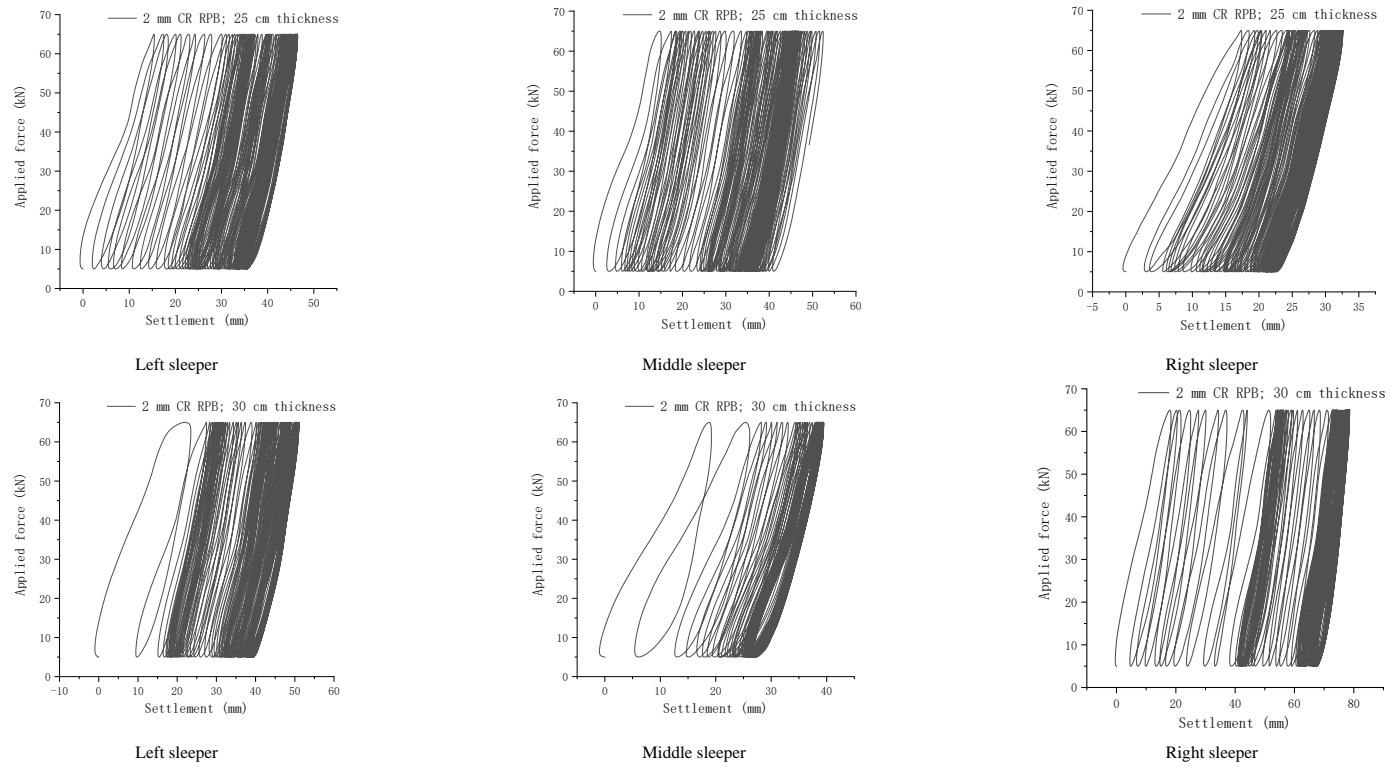 2 mm CR RPB; 25 cm thickness
70
60
50
40
30
20
10
0
Applied force (kN)
0 10 20 30 40 50
Settlement (mm)
Left sleeper
2 mm CR RPB; 25 cm thickness
70
60
50
40
30
20
10
0
Applied force (kN)
0 10 20 30 40 50 60
Settlement (mm)
Middle sleeper
2 mm CR RPB; 25 cm thickness
70
60
50
40
30
20
10
0
Applied force (kN)
-5 0 5 10 15 20 25 30 35
Settlement (mm)
Right sleeper
2 mm CR RPB; 30 cm thickness
70
60
50
40
30
20
10
0
Applied force (kN)
-10 0 10 20 30 40 50 60
Settlement (mm)
Left sleeper
2 mm CR RPB; 30 cm thickness
70
60
50
40
30
20
10
0
Applied force (kN)
0 10 20 30 40
Settlement (mm)
Middle sleeper
2 mm CR RPB; 30 cm thickness
70
60
50
40
30
20
10
0
Applied force (kN)
0 20 40 60 80
Settlement (mm)
Right sleeper